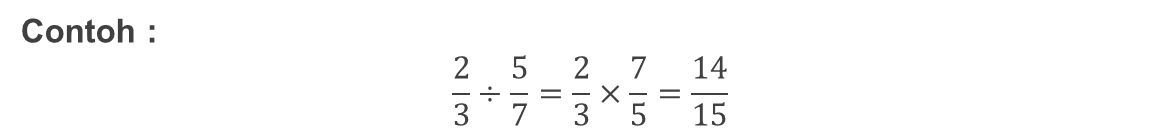 Contoh :
2/3 ÷ 5/7 = 2/3 × 7/5 = 14/15